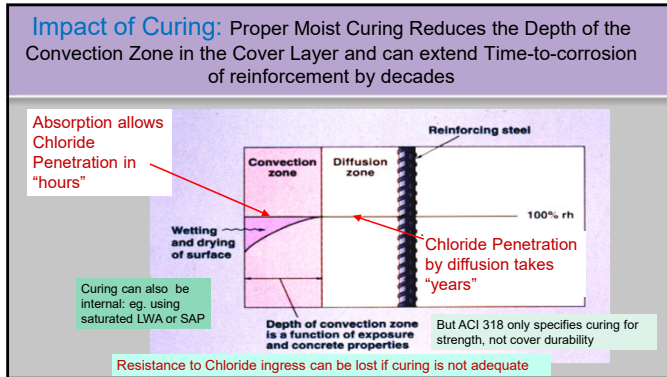 Impact of Curing: Proper Moist Curing Reduces the Depth of the
Convection Zone in the Cover Layer and can extend Time-to-corrosion
of reinforcement by decades
Absorption allows
Chloride
Penetration in
“hours”
Reinforcing steel
Convection
zone
Diffusion
zone
100% rh
Wetting
and drying
of surface
Chloride Penetration
by diffusion takes
“years”
Curing can also be
internal: eg. using
saturated LWA or SAP
Depth of convection zone
is a function of exposure
and concrete properties
But ACI 318 only specifies curing for
strength, not cover durability
Resistance to Chloride ingress can be lost if curing is not adequate